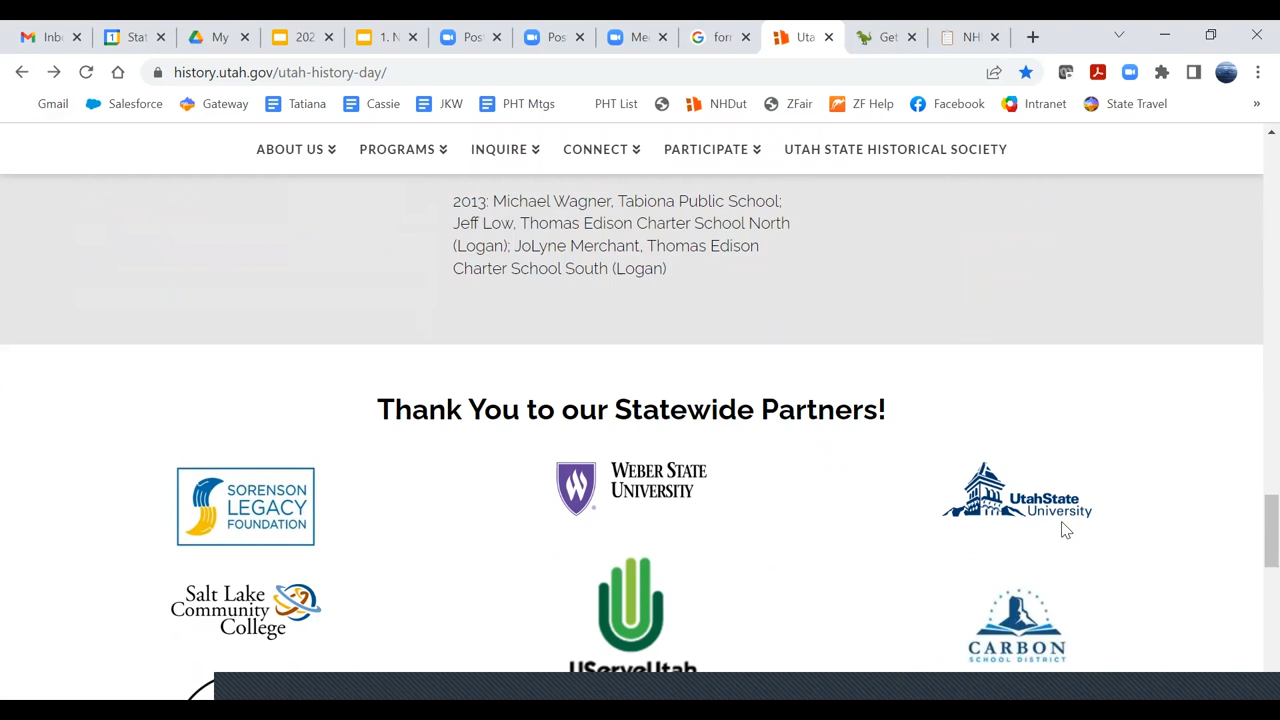 Inb
1
Stat
My
202
1. N
Pos
Pos
Me
G
for
Uta
Get
NH
history.utah.gov/utah-history-day/
Gmail
Salesforce
Gateway
Tatiana
Cassie
JKW
PHT Mtgs
PHT List
NHDut
ZFair
ZF Help
Facebook
Intranet
State Travel
»
ABOUT US
PROGRAMS
INQUIRE
CONNECT
PARTICIPATE
UTAH STATE HISTORICAL SOCIETY
2013: Michael Wagner, Tabiona Public School;
Jeff Low, Thomas Edison Charter School North
(Logan); JoLyne Merchant, Thomas Edison
Charter School South (Logan)
Thank You to our Statewide Partners!
SORENSON
LEGACY
FOUNDATION
WEBER STATE
UNIVERSITY
UtahState
University
Salt Lake
Community
College
UServeUtah
CARBON
SCHOOL DISTRICT